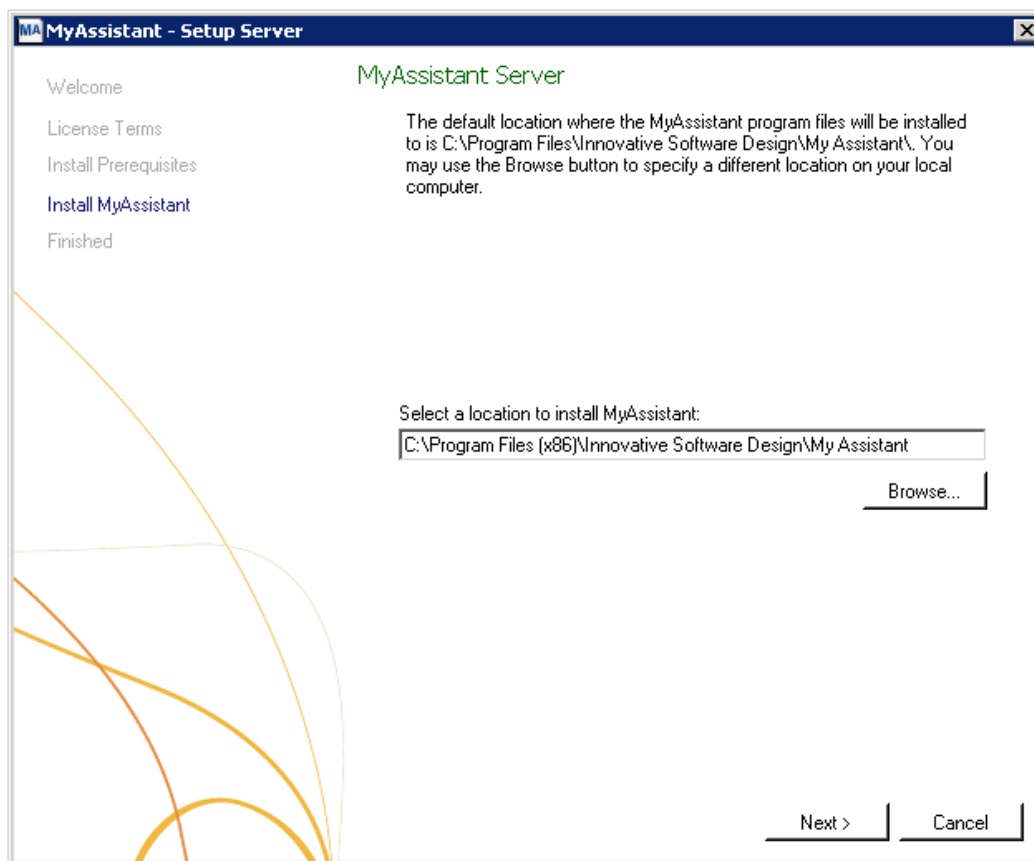 MA MyAssistant - Setup Server
Welcome
License Terms
Install Prerequisites
Install MyAssistant
Finished
MyAssistant Server
The default location where the MyAssistant program files will be installed
to is C:\Program Files\Innovative Software Design\My Assistant\. You
may use the Browse button to specify a different location on your local
computer.
Select a location to install MyAssistant:
C:\Program Files (x86)\Innovative Software Design\My Assistant
Browse...
Next >
Cancel